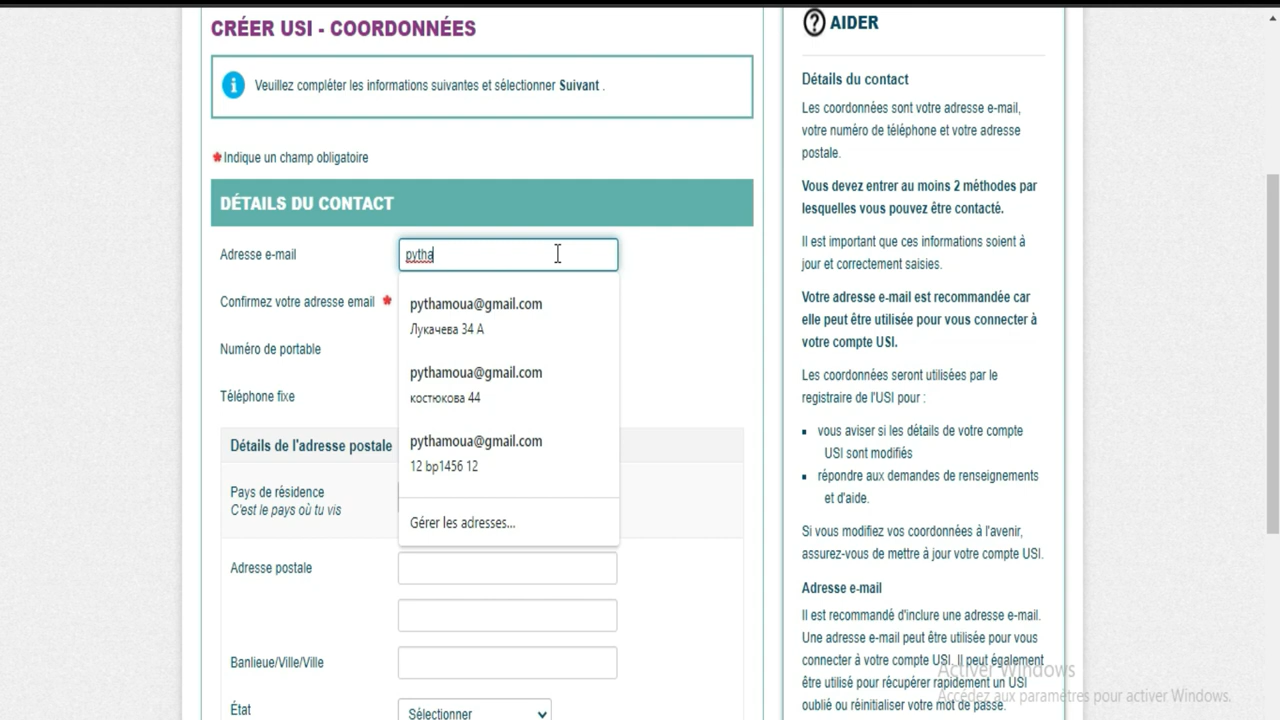 CRÉER USI - COORDONNÉES
Veuillez compléter les informations suivantes et sélectionner Suivant .
* Indique un champ obligatoire
DÉTAILS DU CONTACT
Adresse e-mail
pytha
pythamoua@gmail.com
Лукачева 34 А
pythamoua@gmail.com
костюкова 44
pythamoua@gmail.com
12 bp1456 12
Gérer les adresses...
Confirmez votre adresse email *
Numéro de portable
Téléphone fixe
Détails de l'adresse postale
Pays de résidence
C'est le pays où tu vis
Adresse postale
Banlieue/Ville/Ville
État
Sélectionner
? AIDER
Détails du contact
Les coordonnées sont votre adresse e-mail,
votre numéro de téléphone et votre adresse
postale.
Vous devez entrer au moins 2 méthodes par
lesquelles vous pouvez être contacté.
Il est important que ces informations soient à
jour et correctement saisies.
Votre adresse e-mail est recommandée car
elle peut être utilisée pour vous connecter à
votre compte USI.
Les coordonnées seront utilisées par le
registraire de l'USI pour :
▪ vous aviser si les détails de votre compte
USI sont modifiés
▪ répondre aux demandes de renseignements
et d'aide.
Si vous modifiez vos coordonnées à l'avenir,
assurez-vous de mettre à jour votre compte USI.
Adresse e-mail
Il est recommandé d'inclure une adresse e-mail.
Une adresse e-mail peut être utilisée pour vous
connecter à votre compte USI. Il peut également
être utilisé pour récupérer rapidement un USI
oublié ou réinitialiser votre mot de passe.
Activer Windows
Accédez aux paramètres pour activer Windows.